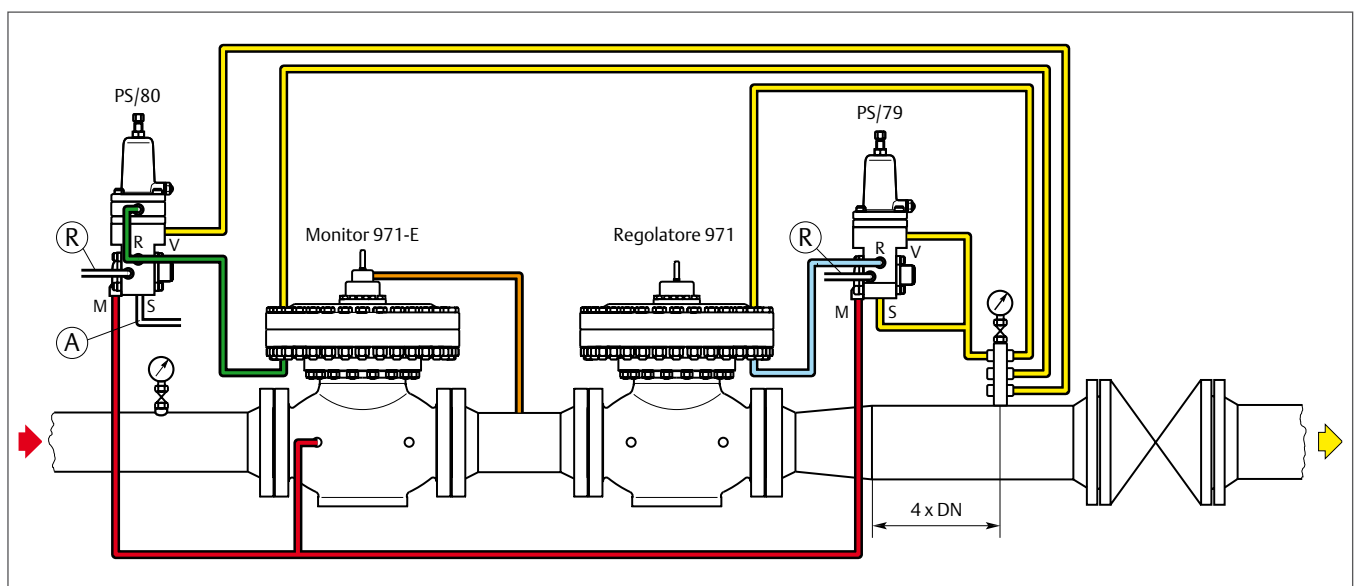 PS/80
PS/79
Monitor 971-E
Regolatore 971
R
R
V
M
S
A
R
R
V
M
S
4 x DN